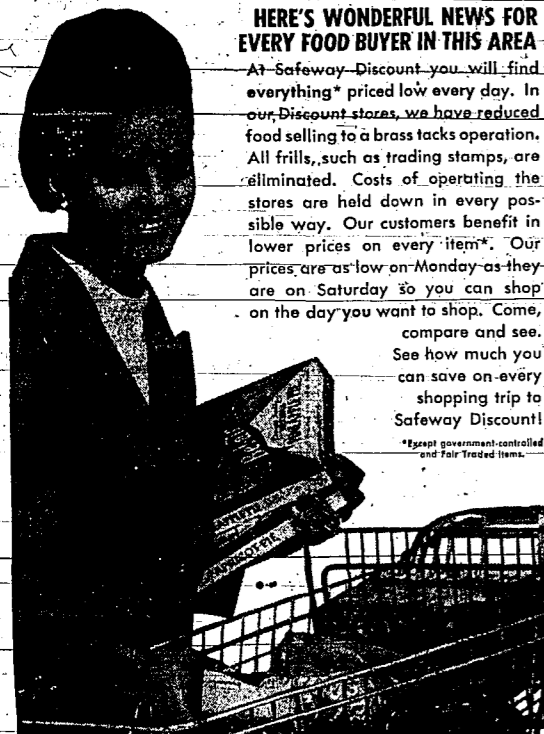 HERE'S WONDERFUL NEWS FOR
EVERY FOOD BUYER IN THIS AREA
At Safeway Discount you will find
everything* priced low every day. In
our Discount stores, we have reduced
food selling to a brass tacks operation.
All frills, such as trading stamps, are
eliminated. Costs of operating the
stores are held down in every pos-
sible way. Our customers benefit in
lower prices on every item*. Our
prices are as low on Monday as they
are on Saturday so you can shop
on the day you want to shop. Come,
compare and see.
See how much you
can save on every
shopping trip to
Safeway Discount!
*Except government-controlled
and Fair Traded items.